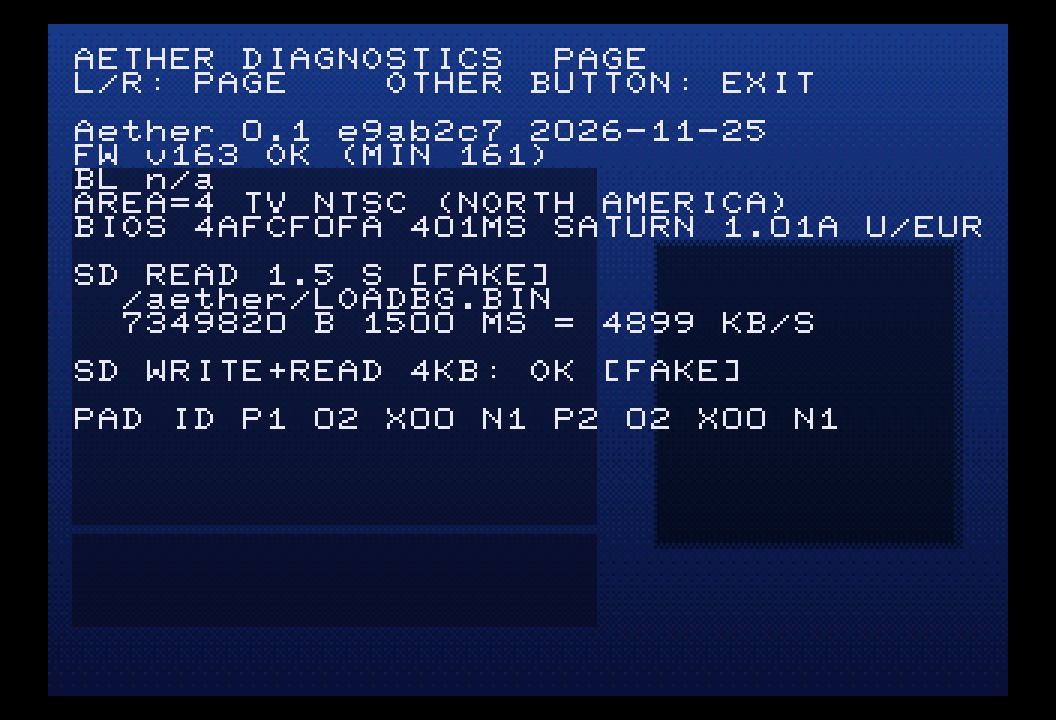 AETHER DIAGNOSTICS  PAGE
L/R: PAGE    OTHER BUTTON: EXIT
Aether 0.1 e9ab2c7 2026-11-25
FW v163 OK (MIN 161)
BL n/a
AREA=4 TV NTSC (NORTH AMERICA)
BIOS 4AFCF0FA 401MS SATURN 1.01A U/EUR
SD READ 1.5 S [FAKE]
/aether/LOADBG.BIN
7349820 B 1500 MS = 4899 KB/S
SD WRITE+READ 4KB: OK [FAKE]
PAD ID P1 02 X00 N1 P2 02 X00 N1